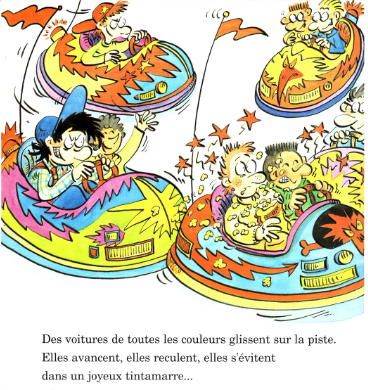 Des voitures de toutes les couleurs glissent sur la piste.
Elles avancent, elles reculent, elles s'évitent
dans un joyeux tintamarre...